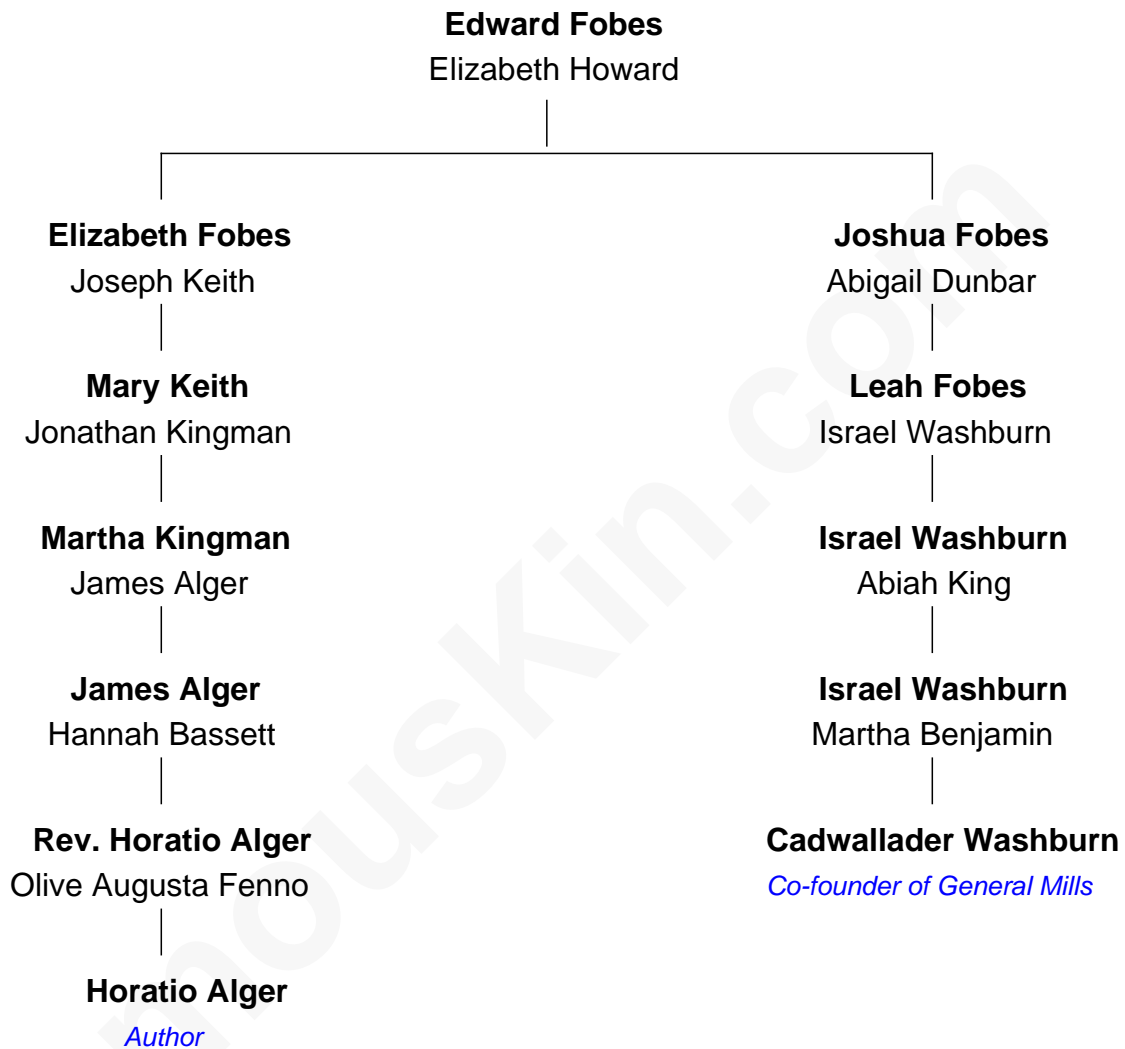 Edward Fobes
Elizabeth Howard
Elizabeth Fobes
Joseph Keith
Mary Keith
Jonathan Kingman
Martha Kingman
James Alger
James Alger
Hannah Bassett
Rev. Horatio Alger
Olive Augusta Fenno
Horatio Alger
Author
Joshua Fobes
Abigail Dunbar
Leah Fobes
Israel Washburn
Israel Washburn
Abiah King
Israel Washburn
Martha Benjamin
Cadwallader Washburn
Co-founder of General Mills
mousKin.com